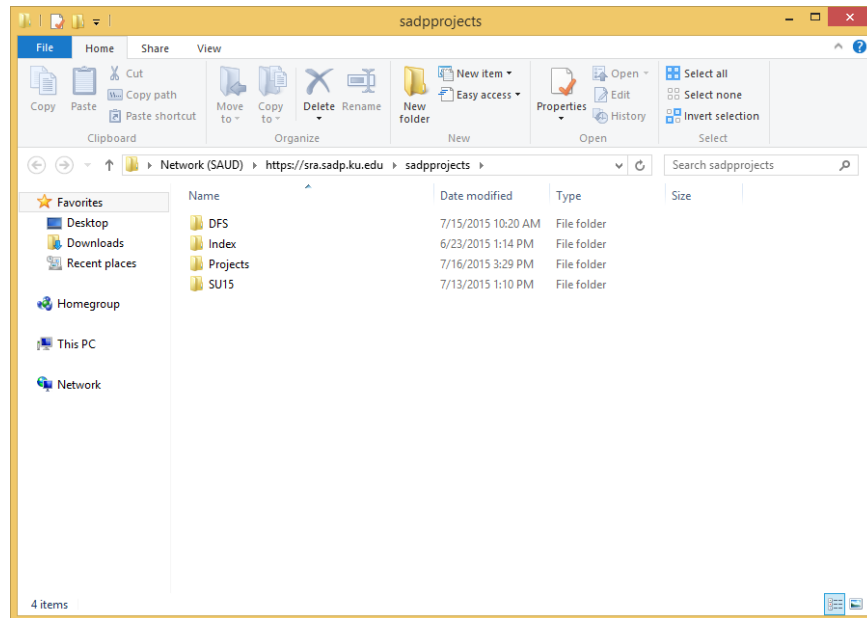 sadpprojects
File Home Share View
Copy
Paste
Cut
Copy path
Paste shortcut
Clipboard
Move to
Copy to
Delete
Rename
Organize
New folder
New item
Easy access
New
Properties
Open
Edit
History
Open
Select all
Select none
Invert selection
Select
Network (SAUD) https://sra.sadp.ku.edu sadpprojects
Search sadpprojects
Favorites
Desktop
Downloads
Recent places
Homegroup
This PC
Network
Name Date modified Type Size
DFS 7/15/2015 10:20 AM File folder
Index 6/23/2015 1:14 PM File folder
Projects 7/16/2015 3:29 PM File folder
SU15 7/13/2015 1:10 PM File folder
4 items